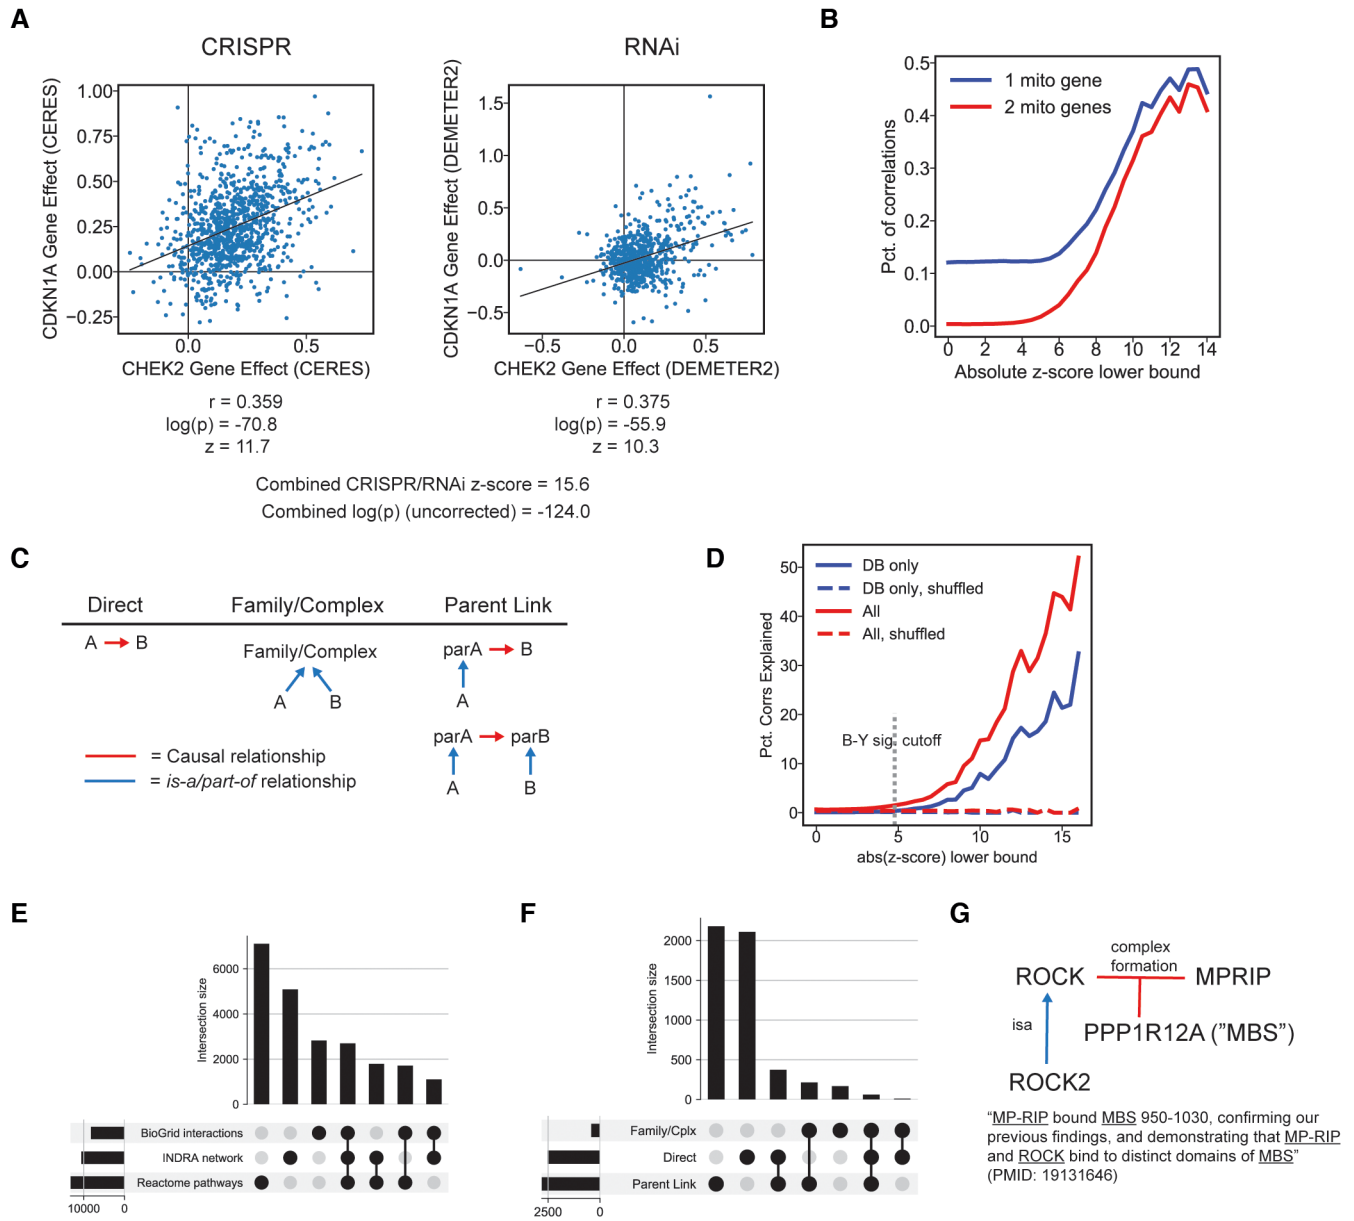 A
CRISPR
CDKN1A Gene Effect (CERES)
1.00
0.75
0.50
0.25
0.00
−0.25
0.0
0.5
CHEK2 Gene Effect (CERES)
r = 0.359
log(p) = -70.8
z = 11.7
RNAi
CDKN1A Gene Effect (DEMETER2)
1.5
1.0
0.5
0.0
−0.5
−0.5
0.0
0.5
CHEK2 Gene Effect (DEMETER2)
r = 0.375
log(p) = -55.9
z = 10.3
Combined CRISPR/RNAi z-score = 15.6
Combined log(p) (uncorrected) = -124.0
B
Pct. of correlations
0.5
0.4
0.3
0.2
0.1
0.0
1 mito gene
2 mito genes
0 2 4 6 8 10 12 14
Absolute z-score lower bound
C
Direct
Family/Complex
Parent Link
A B
Family/Complex
A B
parA B
A
parA parB
A B
= Causal relationship
= is-a/part-of relationship
D
Pct. Corrs Explained
50
40
30
20
10
0
DB only
DB only, shuffled
All
All, shuffled
B-Y sig. cutoff
0 5 10 15
abs(z-score) lower bound
E
Intersection size
6000
4000
2000
0
BioGrid interactions
INDRA network
Reactome pathways
10000 0
F
Intersection size
2000
1500
1000
500
0
Family/Cplx
Direct
Parent Link
2500 0
G
complex
formation
ROCK MPRIP
isa
PPP1R12A ("MBS")
ROCK2
“MP-RIP bound MBS 950-1030, confirming our
previous findings, and demonstrating that MP-RIP
and ROCK bind to distinct domains of MBS”
(PMID: 19131646)